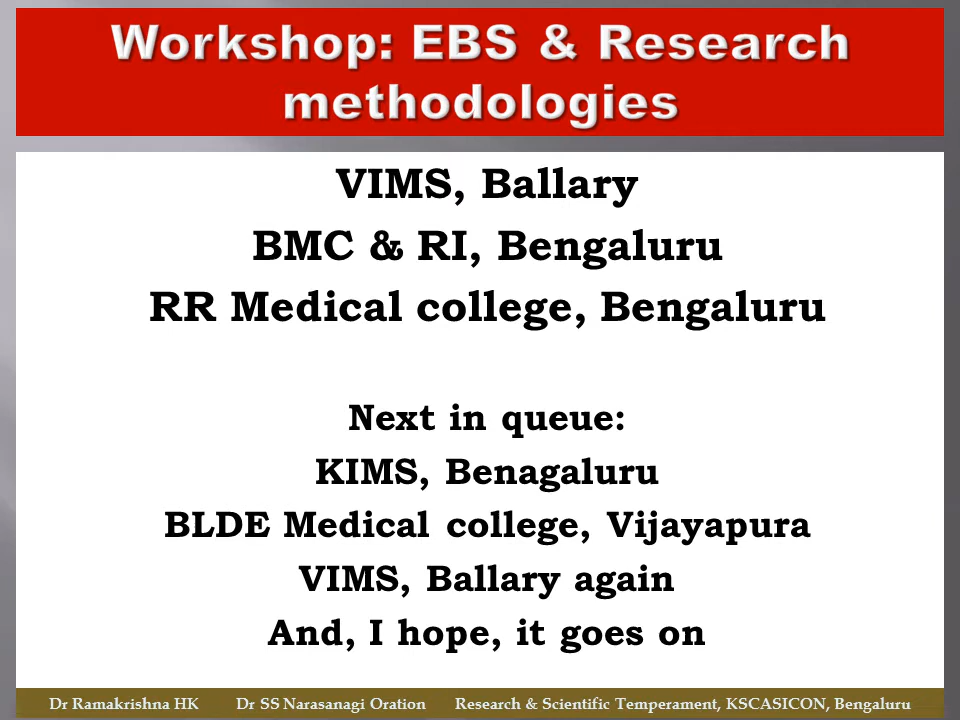 Workshop: EBS & Research
methodologies
VIMS, Ballary
BMC & RI, Bengaluru
RR Medical college, Bengaluru
Next in queue:
KIMS, Benagaluru
BLDE Medical college, Vijayapura
VIMS, Ballary again
And, I hope, it goes on
Dr Ramakrishna HK Dr SS Narasanagi Oration Research & Scientific Temperament, KSCASICON, Bengaluru